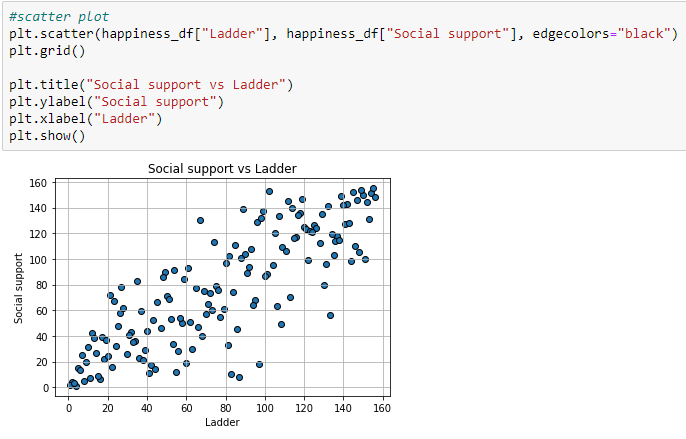 #scatter plot
plt.scatter(happiness_df["Ladder"], happiness_df["Social support"], edgecolors="black")
plt.grid()
plt.title("Social support vs Ladder")
plt.ylabel("Social support")
plt.xlabel("Ladder")
plt.show()
Social support vs Ladder
160
140
120
100
80
60
40
20
0
Social support
0 20 40 60 80 100 120 140 160
Ladder